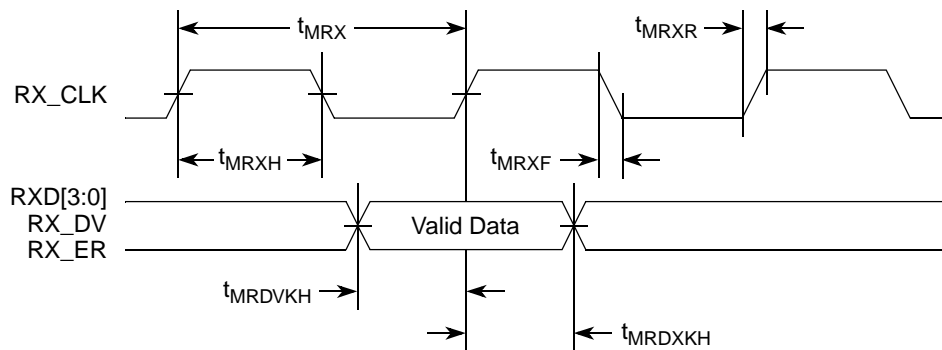 tMRX
tMRXR
RX_CLK
tMRXH
tMRXF
RXD[3:0]
RX_DV
Valid Data
RX_ER
tMRDVKH
tMRDXKH